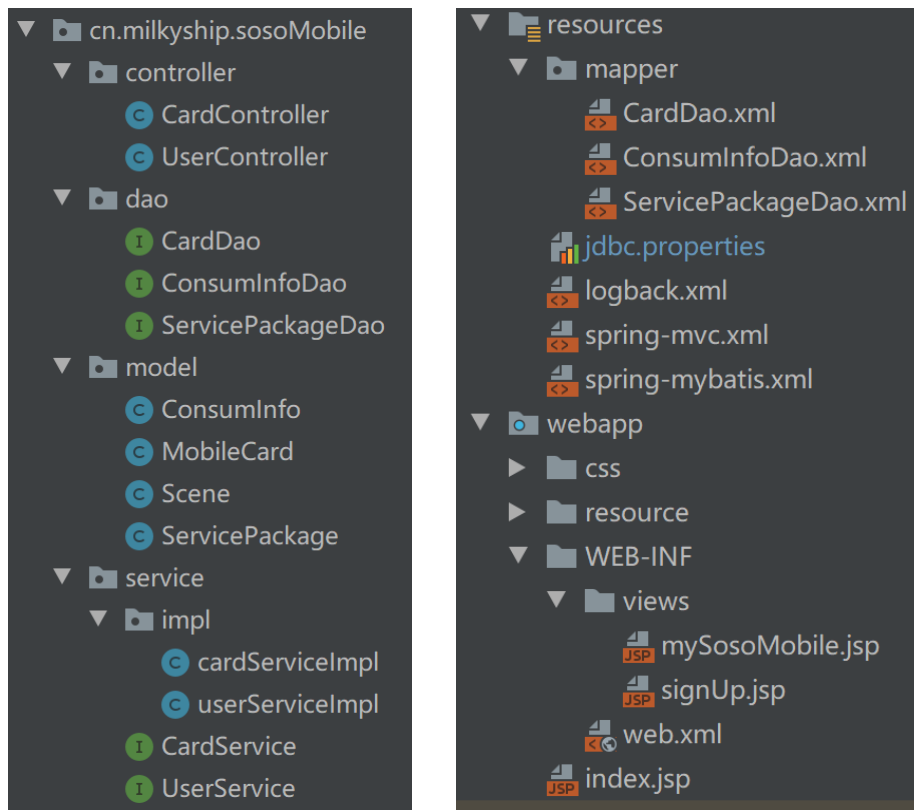 cn.milkyship.sosoMobile
controller
CardController
UserController
dao
CardDao
ConsumInfoDao
ServicePackageDao
model
ConsumInfo
MobileCard
Scene
ServicePackage
service
impl
cardServiceImpl
userServiceImpl
CardService
UserService
resources
mapper
CardDao.xml
ConsumInfoDao.xml
ServicePackageDao.xml
jdbc.properties
logback.xml
spring-mvc.xml
spring-mybatis.xml
webapp
css
resource
WEB-INF
views
mySosoMobile.jsp
signUp.jsp
web.xml
index.jsp